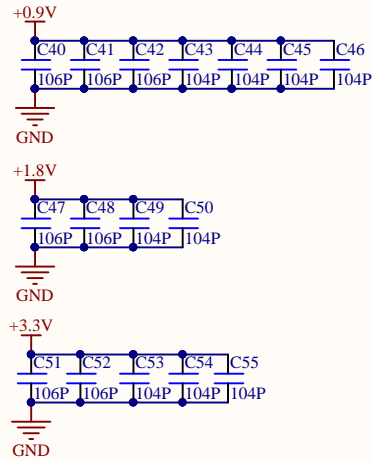 +0.9V
C40 C41 C42 C43 C44 C45 C46
106P 106P 106P 104P 104P 104P 104P
GND
+1.8V
C47 C48 C49 C50
106P 106P 104P 104P
GND
+3.3V
C51 C52 C53 C54 C55
106P 106P 104P 104P 104P
GND